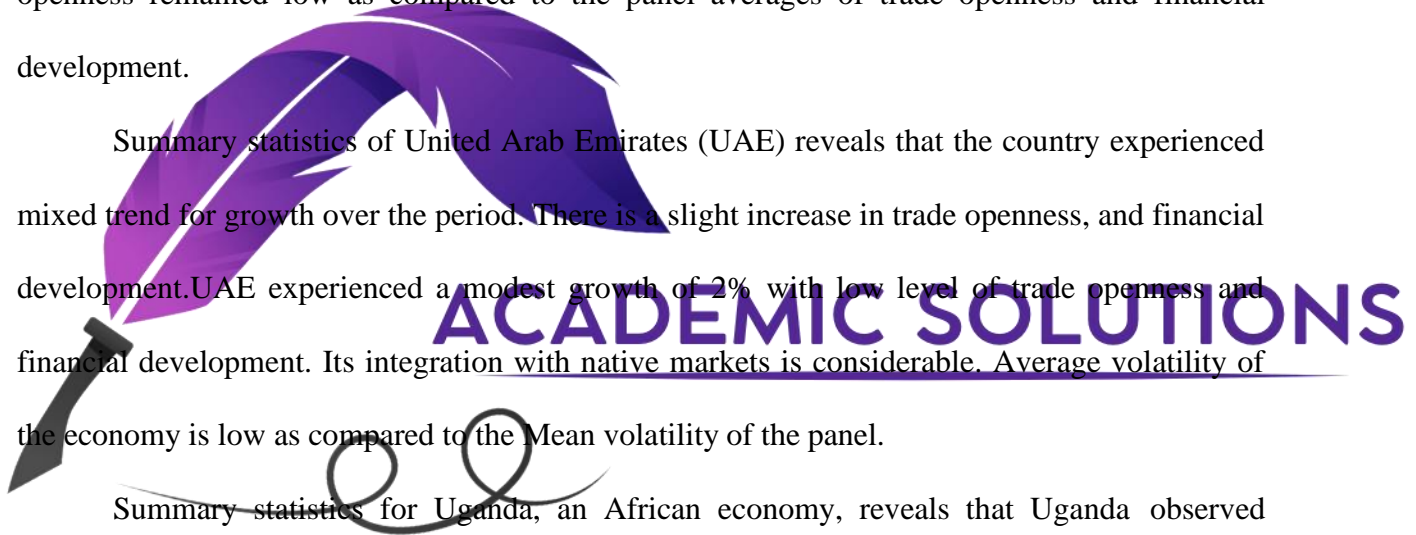 openness remained low as compared to the panel averages of trade openness and financial
development.
Summary statistics of United Arab Emirates (UAE) reveals that the country experienced
mixed trend for growth over the period. There is a slight increase in trade openness, and financial
development.UAE experienced a modest growth of 2% with low level of trade openness and
ACADEMIC SOLUTIONS
financial development. Its integration with native markets is considerable. Average volatility of
the economy is low as compared to the Mean volatility of the panel.
Summary statistics for Uganda, an African economy, reveals that Uganda observed